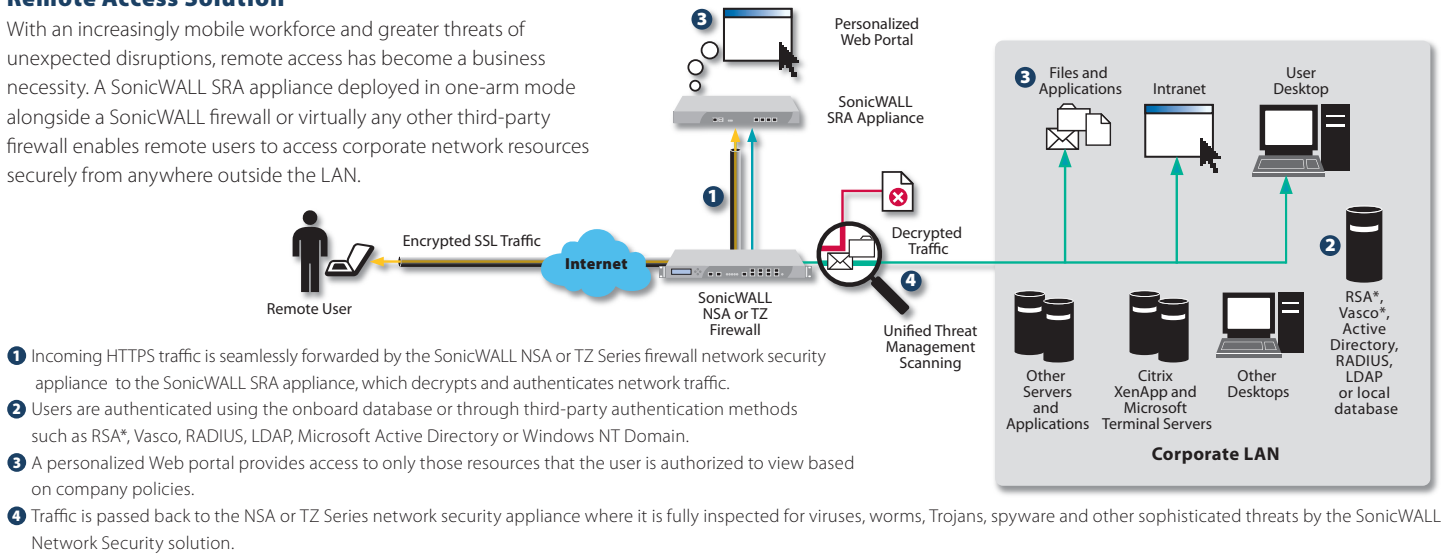 Remote Access Solution
With an increasingly mobile workforce and greater threats of
unexpected disruptions, remote access has become a business
necessity. A SonicWALL SRA appliance deployed in one-arm mode
alongside a SonicWALL firewall or virtually any other third-party
firewall enables remote users to access corporate network resources
securely from anywhere outside the LAN.
3
Personalized
Web Portal
SonicWALL
SRA Appliance
1
Remote User
Encrypted SSL Traffic
Internet
SonicWALL
NSA or TZ
Firewall
Decrypted
Traffic
4
Unified Threat
Management
Scanning
3 Files and
Applications
Intranet
User
Desktop
2
RSA*,
Vasco*,
Active
Directory,
RADIUS,
LDAP
or local
database
Other
Servers
and
Applications
Citrix
XenApp and
Microsoft
Terminal Servers
Other
Desktops
Corporate LAN
1 Incoming HTTPS traffic is seamlessly forwarded by the SonicWALL NSA or TZ Series firewall network security
appliance to the SonicWALL SRA appliance, which decrypts and authenticates network traffic.
2 Users are authenticated using the onboard database or through third-party authentication methods
such as RSA*, Vasco, RADIUS, LDAP, Microsoft Active Directory or Windows NT Domain.
3 A personalized Web portal provides access to only those resources that the user is authorized to view based
on company policies.
4 Traffic is passed back to the NSA or TZ Series network security appliance where it is fully inspected for viruses, worms, Trojans, spyware and other sophisticated threats by the SonicWALL
Network Security solution.